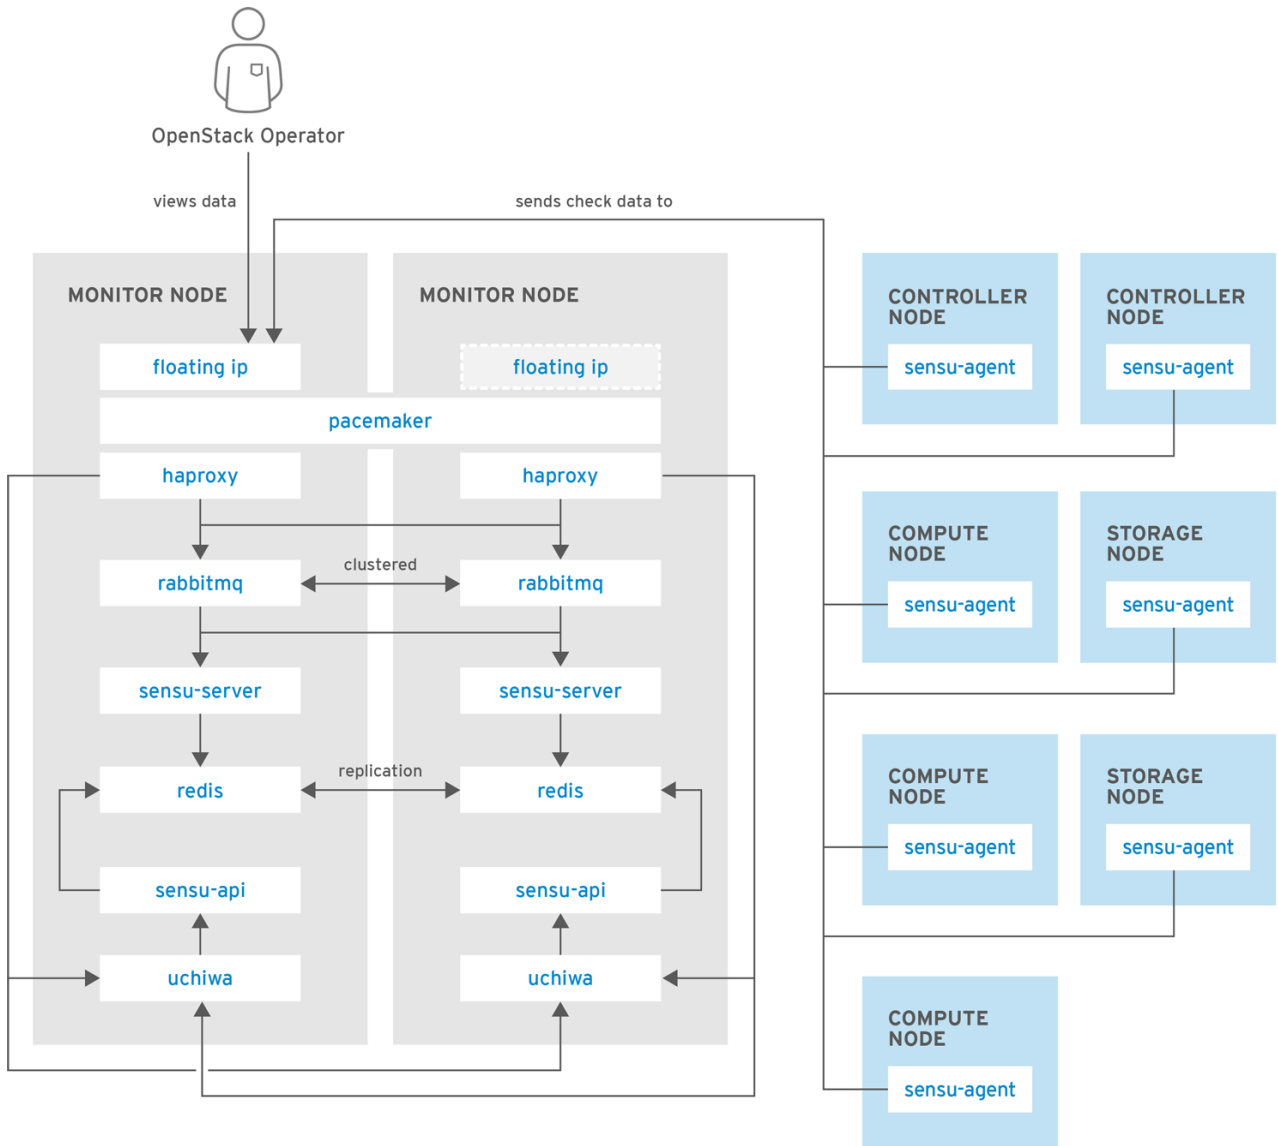 OpenStack Operator
views data
sends check data to
MONITOR NODE
floating ip
MONITOR NODE
floating ip
pacemaker
haproxy
haproxy
rabbitmq
clustered
rabbitmq
sensu-server
sensu-server
redis
replication
redis
sensu-api
sensu-api
uchiwa
uchiwa
CONTROLLER
NODE
sensu-agent
CONTROLLER
NODE
sensu-agent
COMPUTE
NODE
sensu-agent
STORAGE
NODE
sensu-agent
COMPUTE
NODE
sensu-agent
STORAGE
NODE
sensu-agent
COMPUTE
NODE
sensu-agent